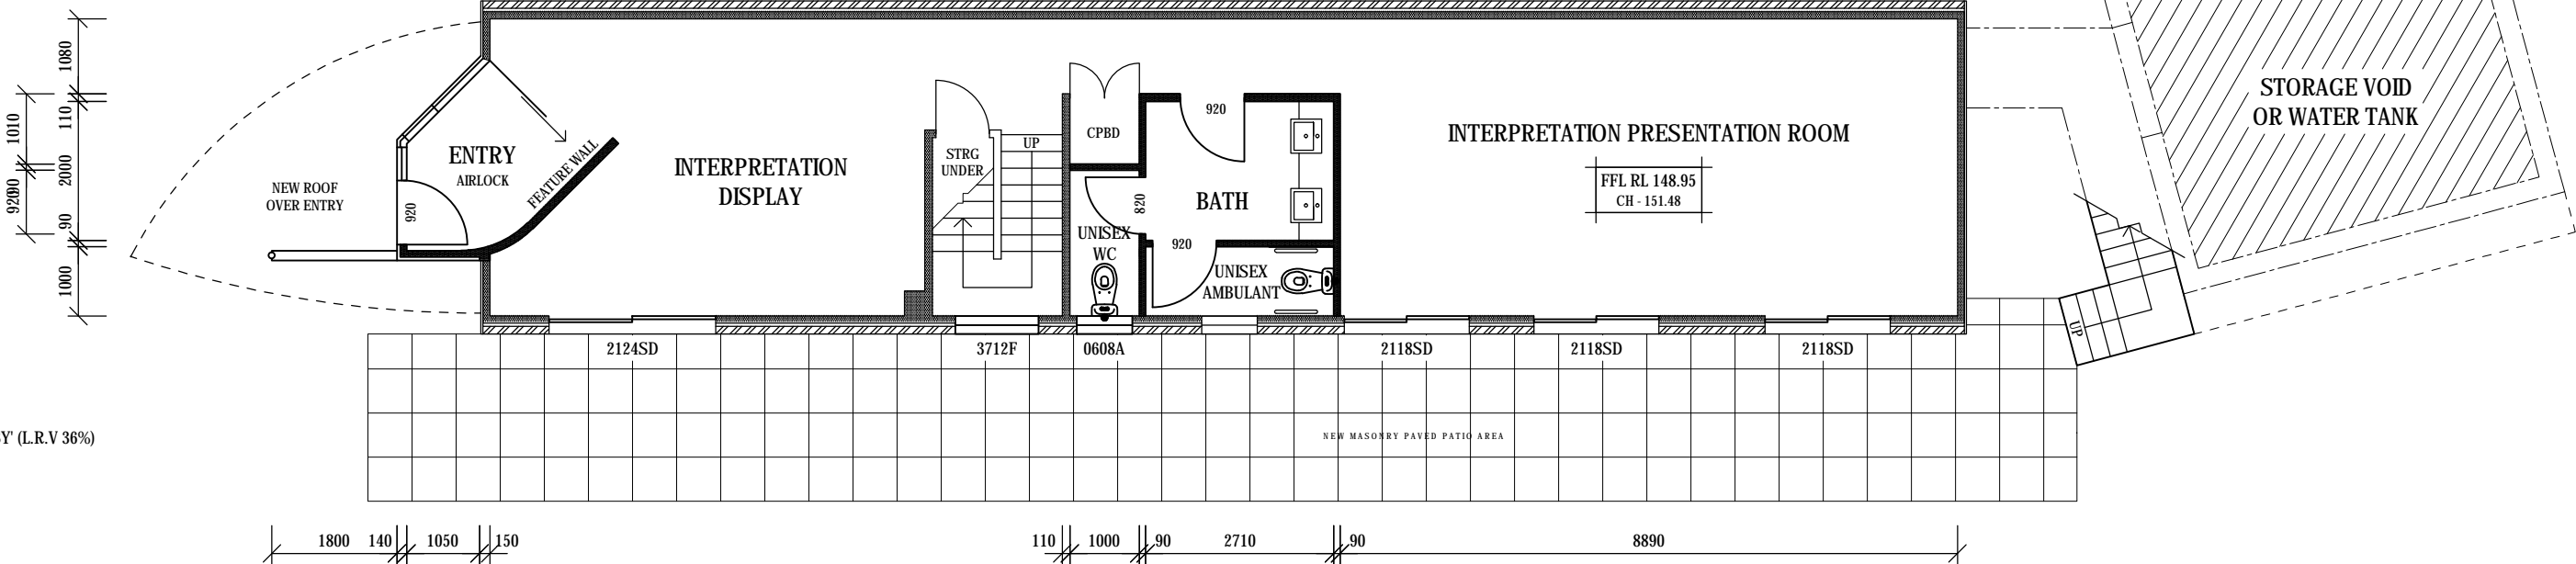 1080
110
1010
2000
920
90
990
1000
STORAGE VOID
OR WATER TANK
ENTRY
AIRLOCK
FEATURE WALL
920
NEW ROOF
OVER ENTRY
INTERPRETATION
DISPLAY
STRG
UNDER
UP
CPBD
920
BATH
820
UNISEX
WC
920
UNISEX
AMBULANT
INTERPRETATION PRESENTATION ROOM
FFL RL 148.95
CH - 151.48
UP
2124SD
3712F
0608A
2118SD
2118SD
2118SD
Y' (L.R.V 36%)
NEW MASONRY PAVED PATIO AREA
1800
140
1050
150
110
1000
90
2710
90
8890